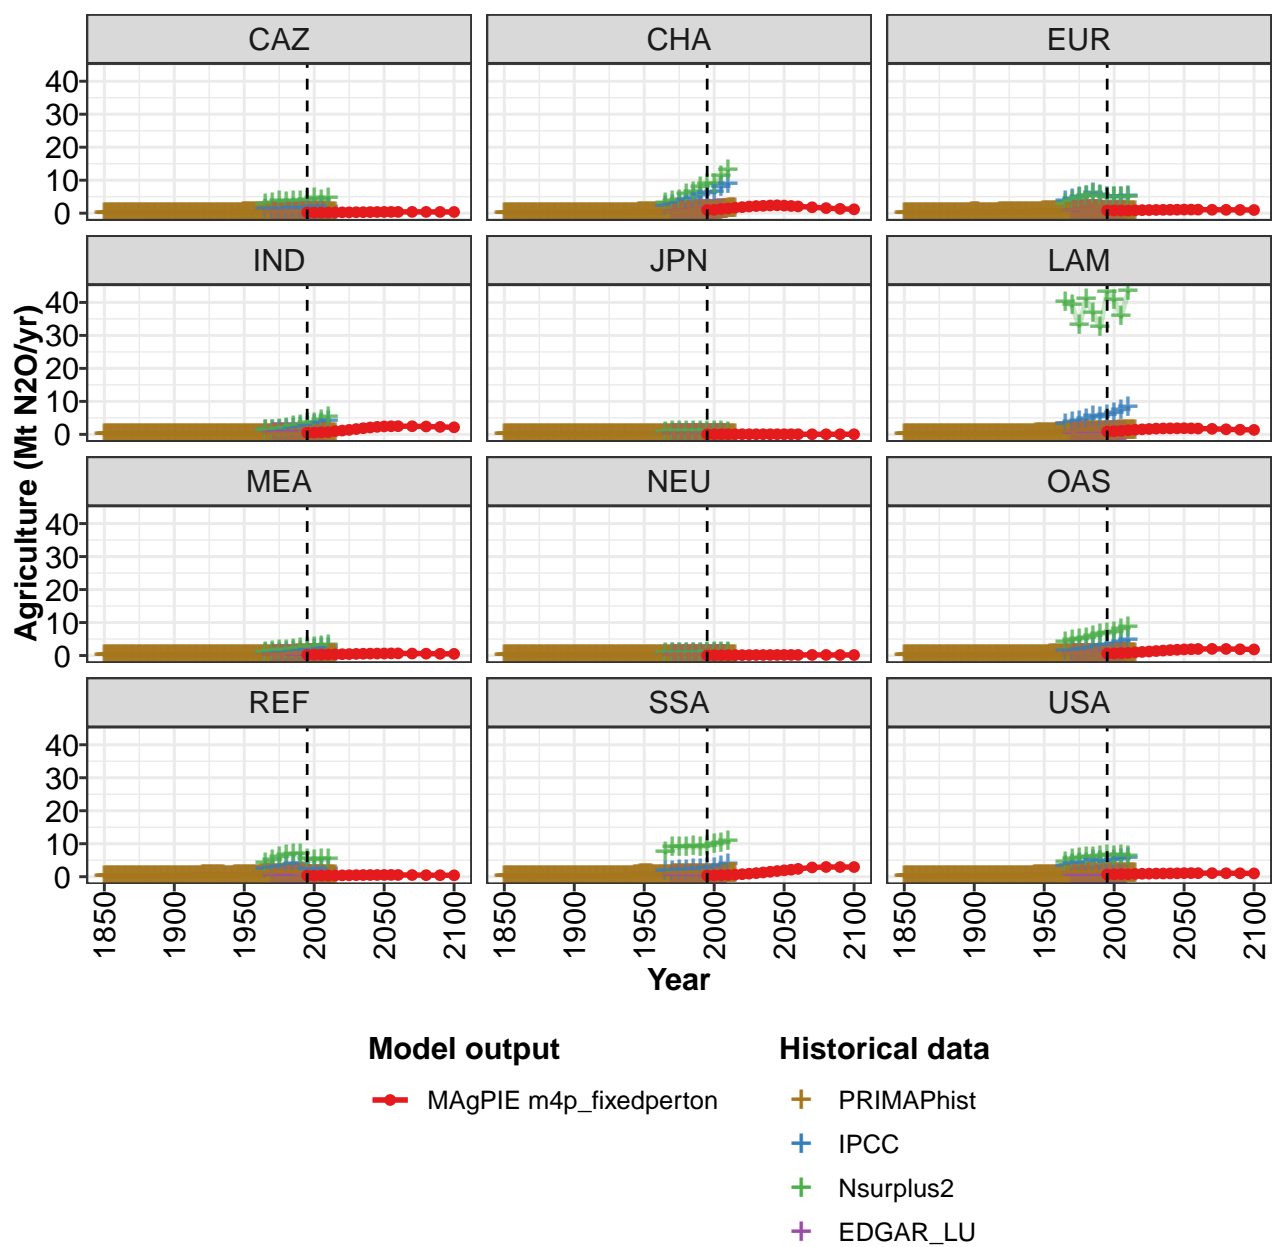 CAZ CHA EUR
40
30
20
10
0
IND JPN LAM
40
30
20
10
0
MEA NEU OAS
40
30
20
10
0
REF SSA USA
40
30
20
10
0
Agriculture (Mt N2O/yr)
1850 1900 1950 2000 2050 2100 1850 1900 1950 2000 2050 2100 1850 1900 1950 2000 2050 2100
Year
Model output
MAgPIE m4p_fixedperton
Historical data
PRIMAPhist
IPCC
Nsurplus2
EDGAR_LU